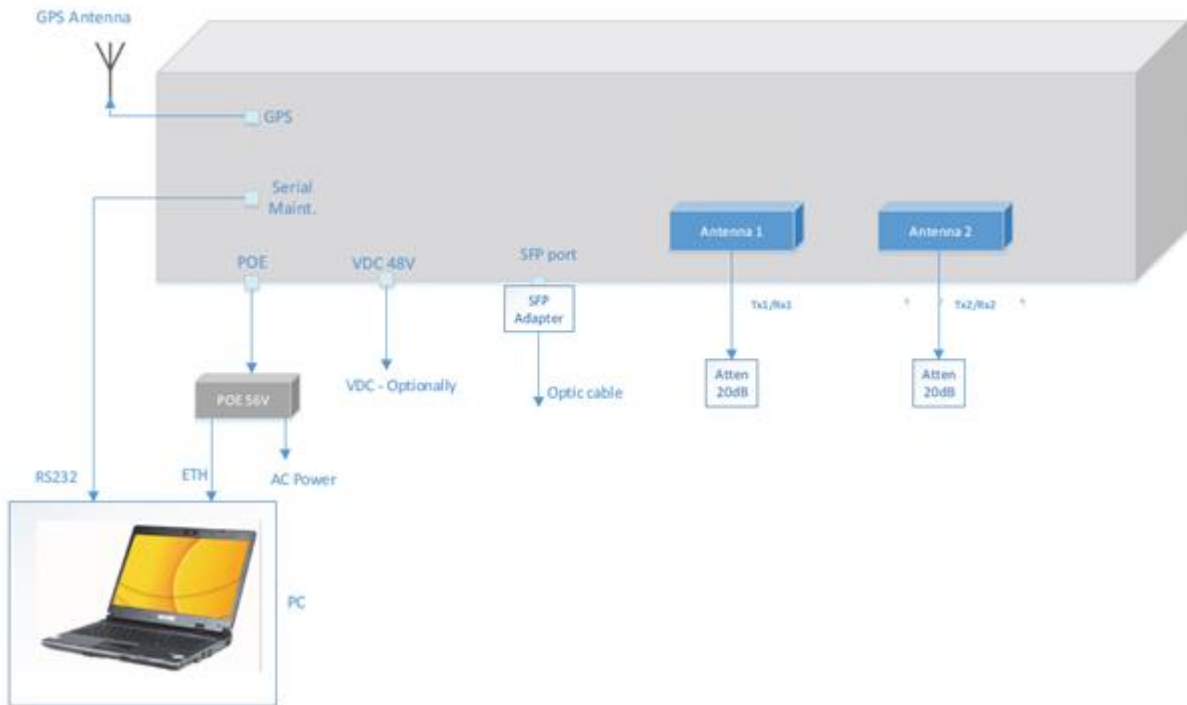 GPS Antenna
GPS
Serial
Maint.
POE
VDC 48V
SFP port
SFP
Adapter
Antenna 1
Antenna 2
Tx1/Rx1
Tx2/Rx2
POE 56V
VDC - Optionally
Optic cable
Atten
20dB
Atten
20dB
RS232
ETH
AC Power
PC